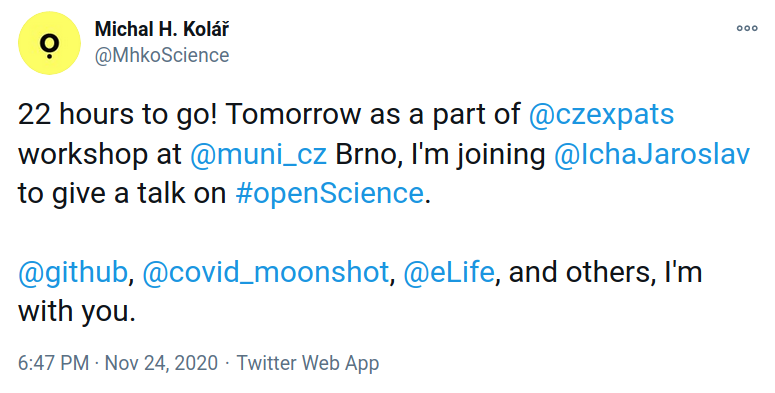 Michal H. Kolář
@MhkoScience
22 hours to go! Tomorrow as a part of @czexpats
workshop at @muni_cz Brno, I'm joining @IchaJaroslav
to give a talk on #openScience.
@github, @covid_moonshot, @eLife, and others, I'm
with you.
6:47 PM · Nov 24, 2020 · Twitter Web App